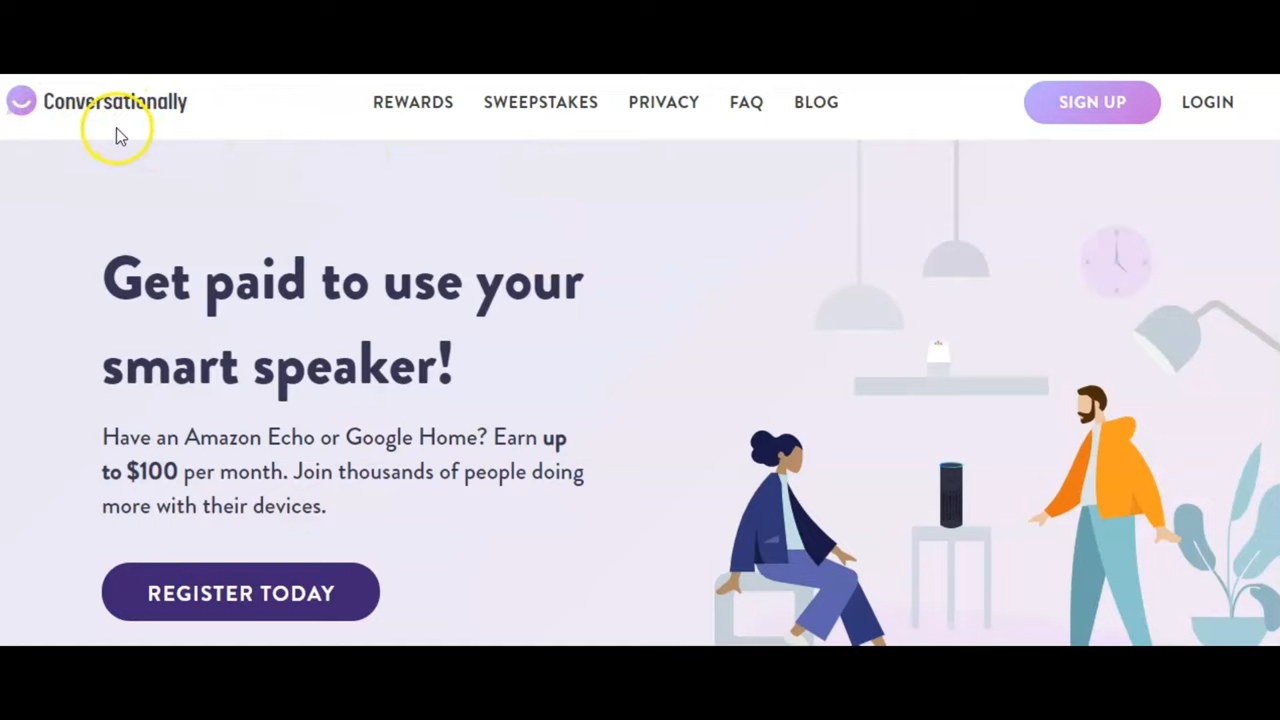 Conversationally
REWARDS SWEEPSTAKES PRIVACY FAQ BLOG
SIGN UP LOGIN
Get paid to use your
smart speaker!
Have an Amazon Echo or Google Home? Earn up
to $100 per month. Join thousands of people doing
more with their devices.
REGISTER TODAY